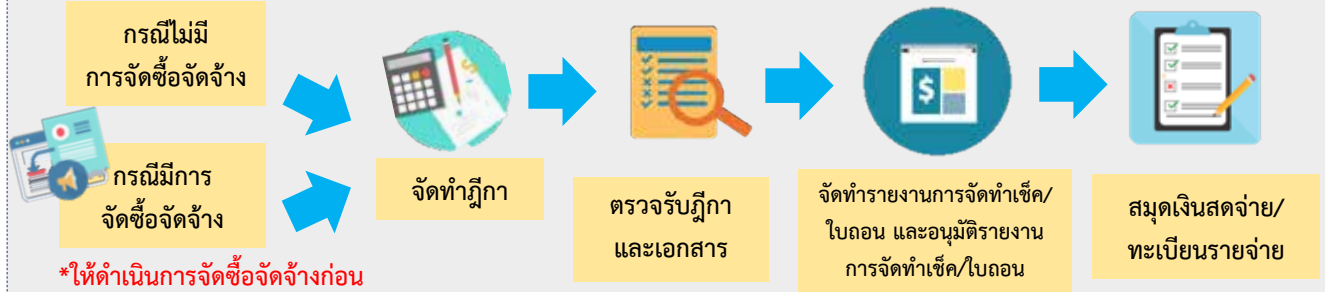 กรณีไม่มี
การจัดซื้อจัดจ้าง
กรณีมีการ
จัดซื้อจัดจ้าง
*ให้ดำเนินการจัดซื้อจัดจ้างก่อน
จัดทำฎีกา
ตรวจรับฎีกา
และเอกสาร
$
จัดทำรายงานการจัดทำเช็ค/
ใบถอน และอนุมัติรายงาน
การจัดทำเช็ค/ใบถอน
สมุดเงินสดจ่าย/
ทะเบียนรายจ่าย